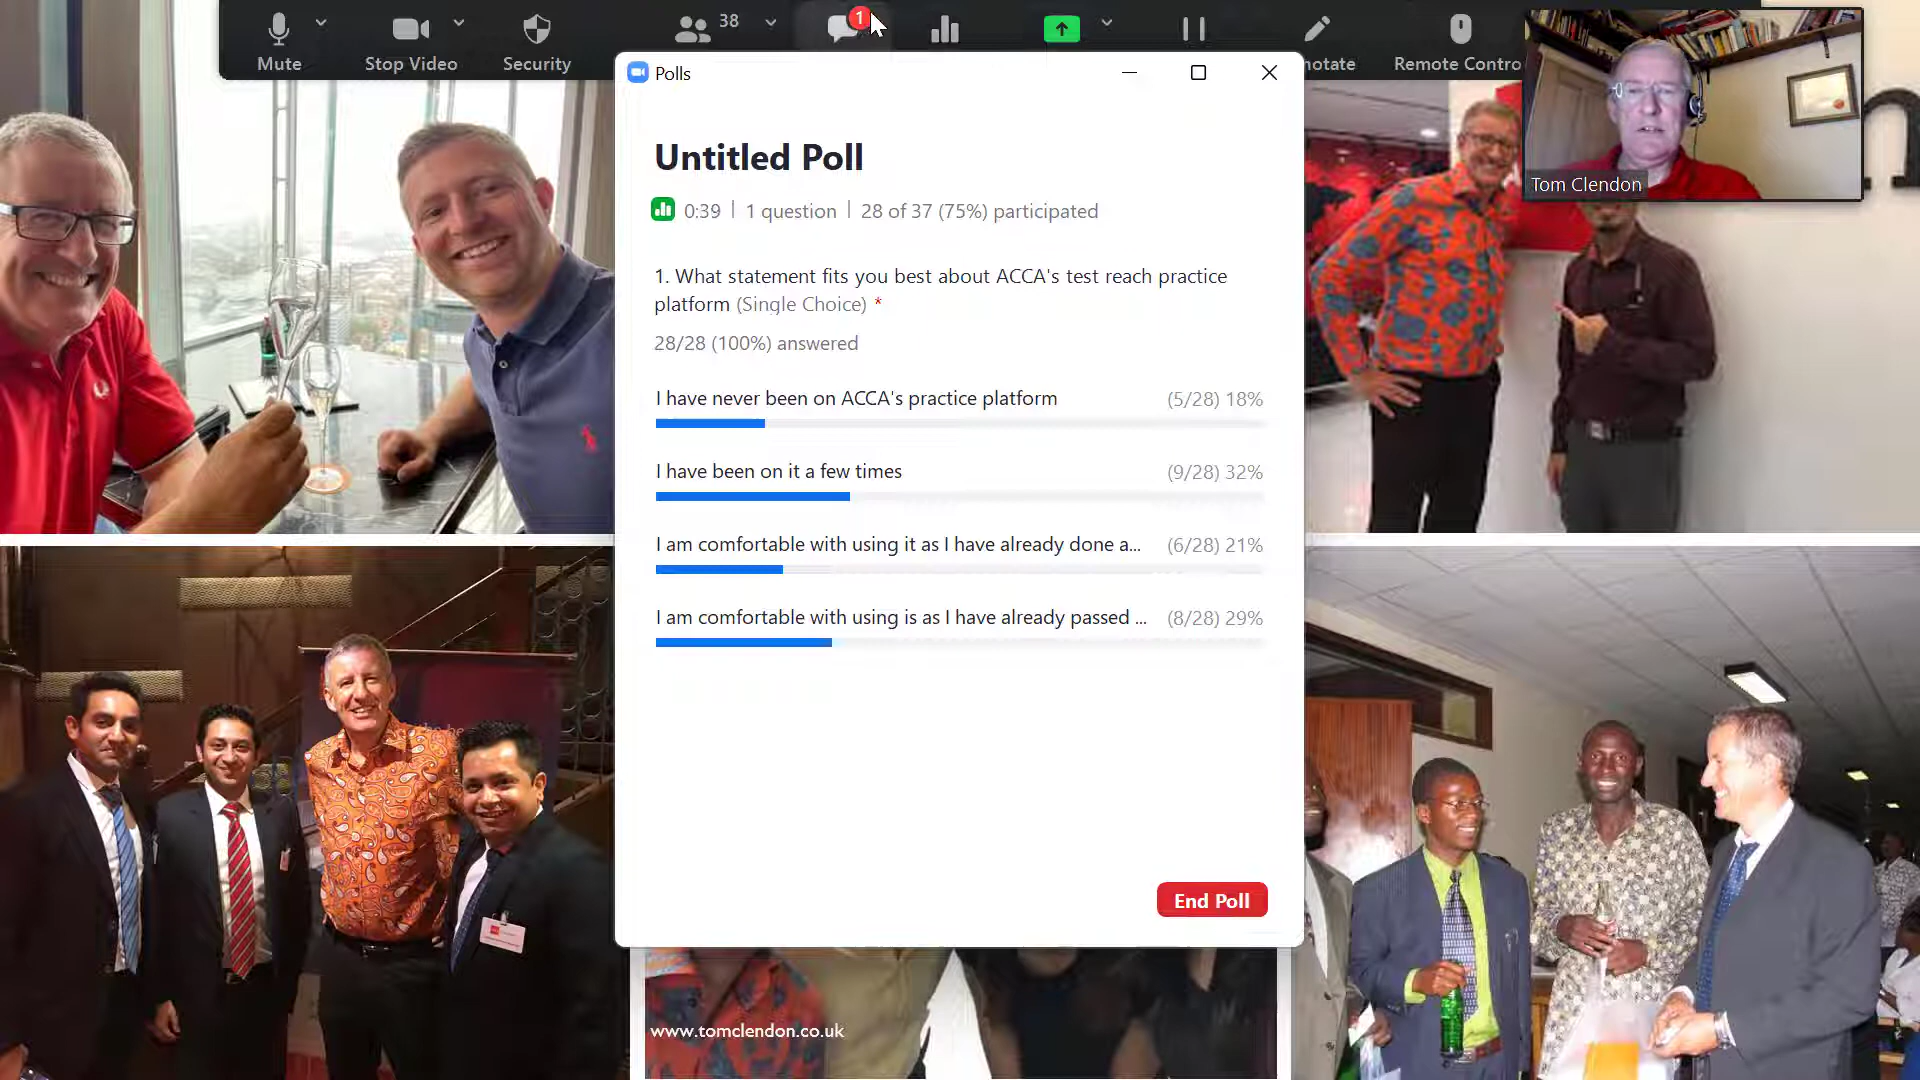 Mute
Stop Video
Security
38
1
Remote Contro
Polls
Tom Clendon
Untitled Poll
0:39 | 1 question | 28 of 37 (75%) participated
1. What statement fits you best about ACCA's test reach practice
platform (Single Choice) *
28/28 (100%) answered
I have never been on ACCA's practice platform (5/28) 18%
I have been on it a few times (9/28) 32%
I am comfortable with using it as I have already done a... (6/28) 21%
I am comfortable with using is as I have already passed ... (8/28) 29%
End Poll
www.tomclendon.co.uk